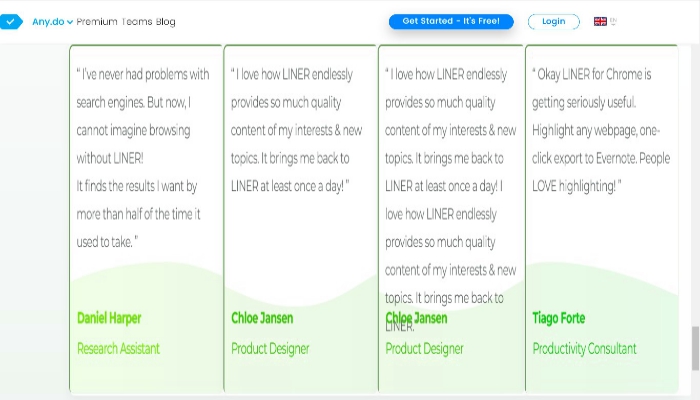 Any.do Premium Teams Blog Get Started - It's Free! Login EN
“ I’ve never had problems with
search engines. But now, I
cannot imagine browsing
without LINER!
It finds the results I want by
more than half of the time it
used to take. ”
Daniel Harper
Research Assistant
“ I love how LINER endlessly
provides so much quality
content of my interests & new
topics. It brings me back to
LINER at least once a day! ”
Chloe Jansen
Product Designer
“ I love how LINER endlessly
provides so much quality
content of my interests & new
topics. It brings me back to
LINER at least once a day! I
love how LINER endlessly
provides so much quality
content of my interests & new
topics. It brings me back to
LINER.
Chloe Jansen
Product Designer
“ Okay LINER for Chrome is
getting seriously useful.
Highlight any webpage, one-
click export to Evernote. People
LOVE highlighting! ”
Tiago Forte
Productivity Consultant